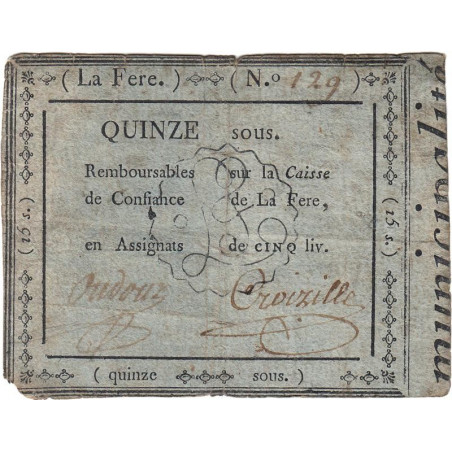 ( La Fere. ) ( N.º 129 )
QUINZE sous.
Remboursables sur la Caisse
de Confiance de La Fere,
en Assignats de CINQ liv.
Croizille
( 15 s. )
( 15 s. )
( quinze sous. )